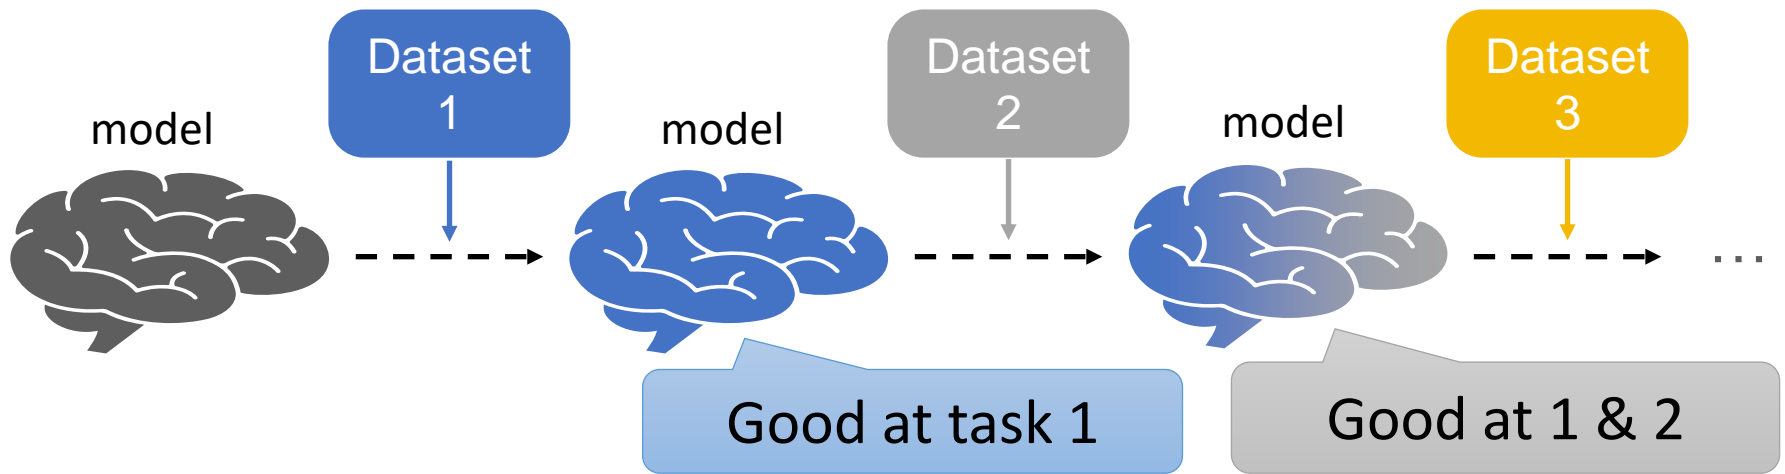 Dataset
1
Dataset
2
Dataset
3
model
model
model
...
Good at task 1
Good at 1 & 2